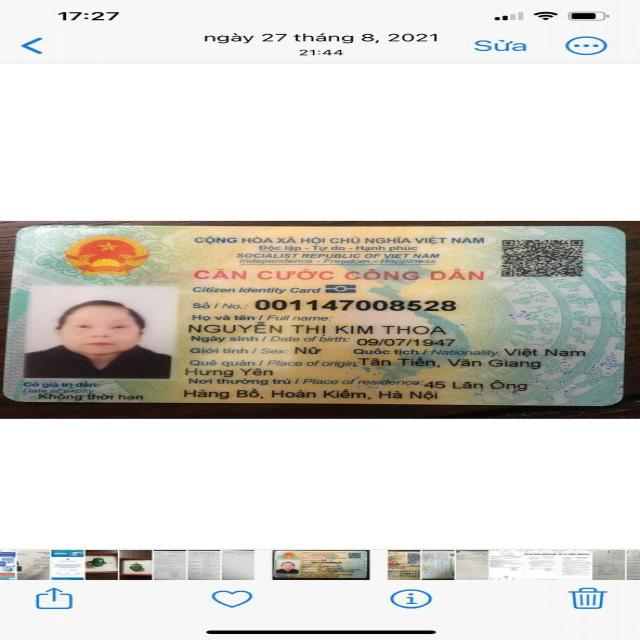 17:27
ngày 27 tháng 8, 2021
21:44
Sửa
CỘNG HÒA XÃ HỘI CHỦ NGHĨA VIỆT NAM
Độc lập - Tự do - Hạnh phúc
SOCIALIST REPUBLIC OF VIET NAM
Independence - Freedom - Happiness
CĂN CƯỚC CÔNG DÂN
Citizen Identity Card
Số / No.: 001147008528
Họ và tên / Full name:
NGUYỄN THỊ KIM THOA
Ngày sinh / Date of birth: 09/07/1947
Giới tính / Sex: Nữ Quốc tịch / Nationality: Việt Nam
Quê quán / Place of origin: Tân Tiến, Văn Giang
Hưng Yên
Nơi thường trú / Place of residence: 45 Lãn Ông
Hàng Bồ, Hoàn Kiếm, Hà Nội
Có giá trị đến:
Date of expiry
Không thời hạn